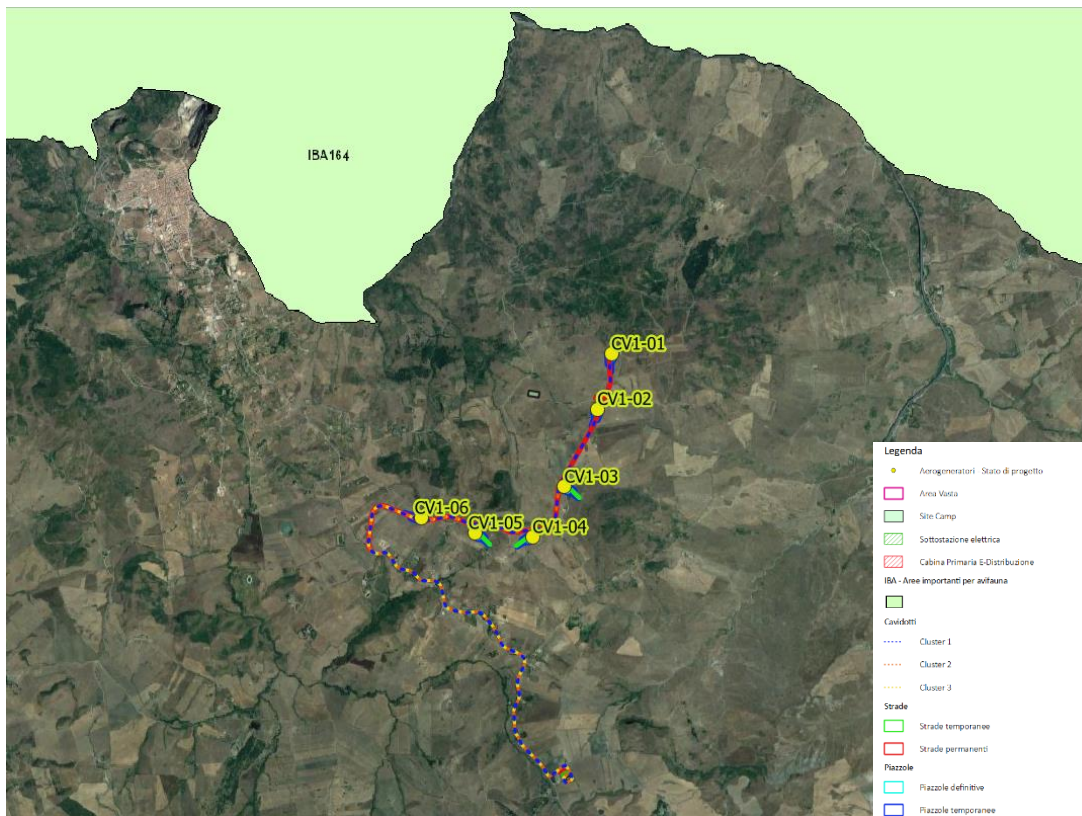 IBA164
CV1-01
CV1-02
CV1-03
CV1-06
CV1-05
CV1-04
Legenda
Aerogeneratori - Stato di progetto
Area Vasta
Site Camp
Sottostazione elettrica
Cabina Primaria E-Distribuzione
IBA - Aree importanti per avifauna
Cavidotti
Cluster 1
Cluster 2
Cluster 3
Strade
Strade temporanee
Strade permanenti
Piazzole
Piazzole definitive
Piazzole temporanee